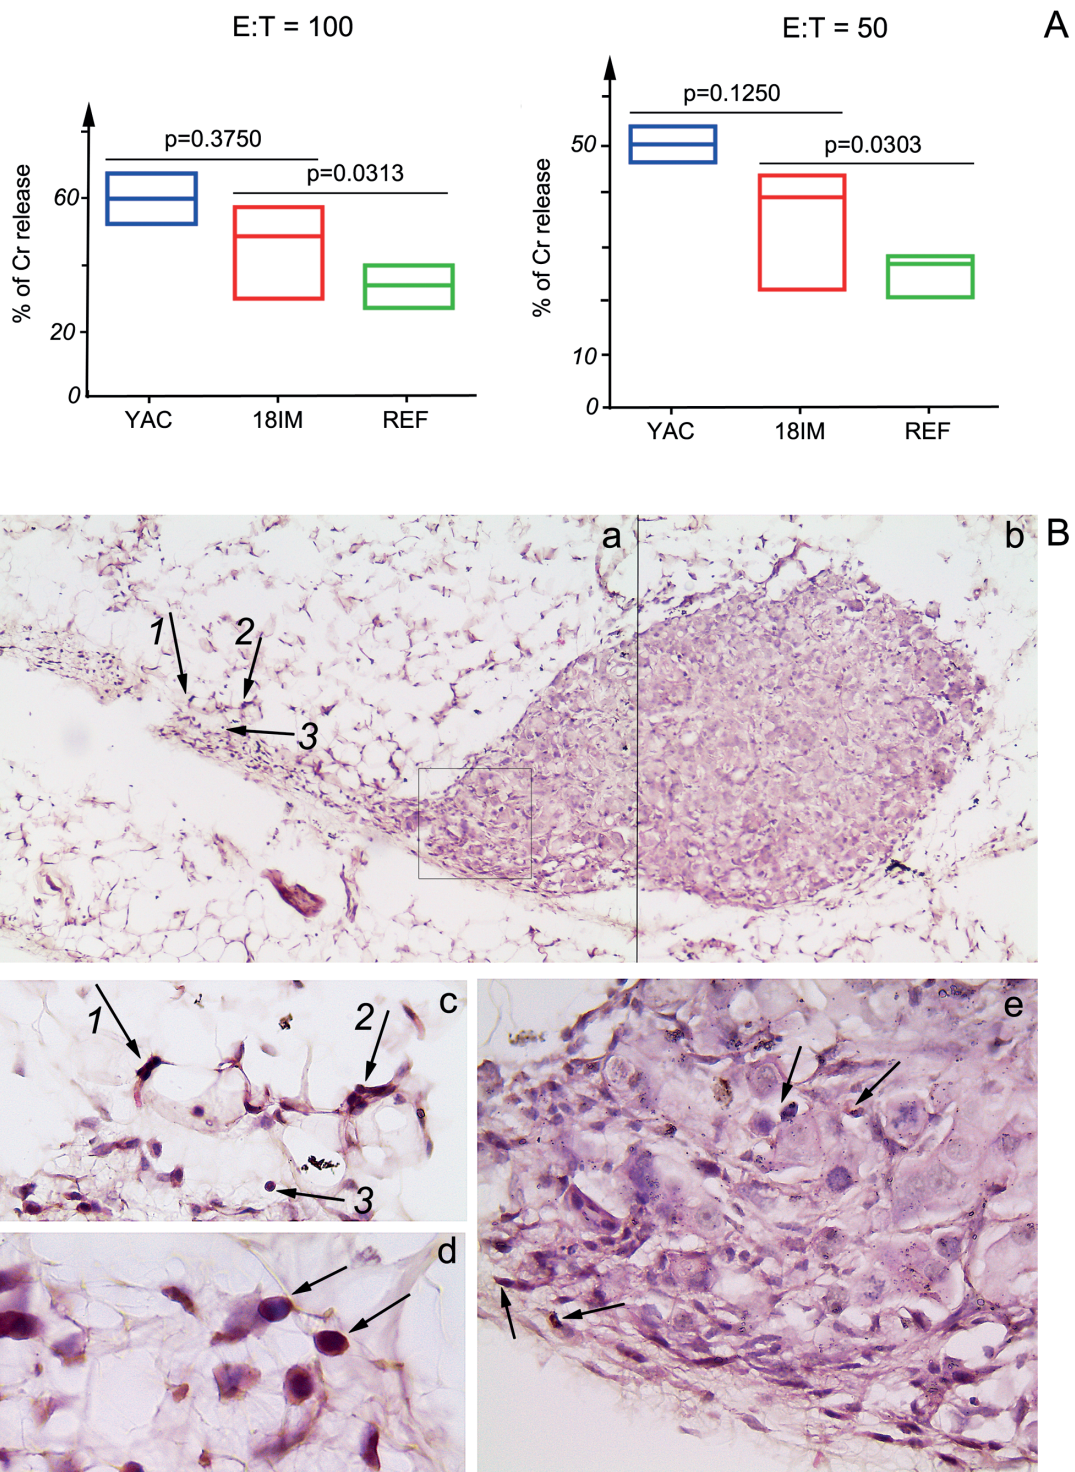 E:T = 100
E:T = 50
A
p=0.3750
p=0.0313
% of Cr release
60
20
0
YAC
18IM
REF
p=0.1250
p=0.0303
% of Cr release
50
10
0
YAC
18IM
REF
a
b
B
1
2
3
c
1
2
3
d
e